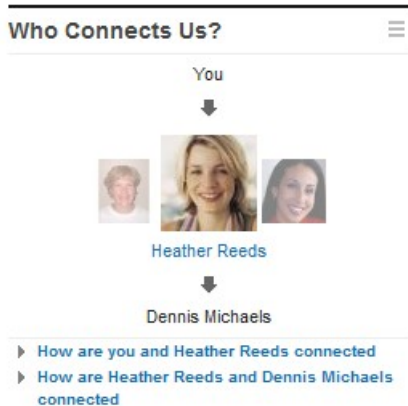 Who Connects Us?
You
Heather Reeds
Dennis Michaels
How are you and Heather Reeds connected
How are Heather Reeds and Dennis Michaels
connected